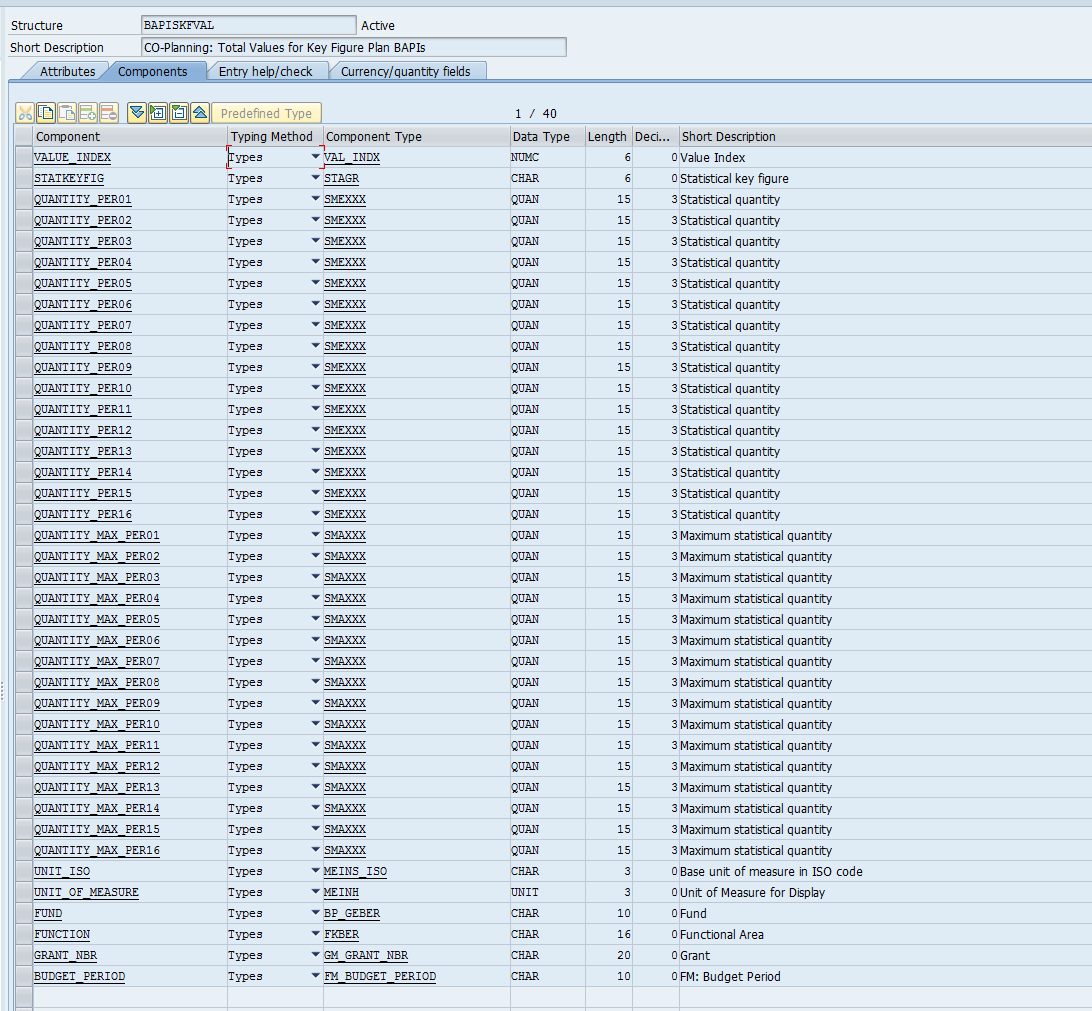 Structure BAPISKFVAL Active
Short Description CO-Planning: Total Values for Key Figure Plan BAPIs
Attributes Components Entry help/check Currency/quantity fields
Predefined Type 1 / 40
Component Typing Method Component Type Data Type Length Deci... Short Description
VALUE_INDEX Types VAL_INDX NUMC 6 0 Value Index
STATKEYFIG Types STAGR CHAR 6 0 Statistical key figure
QUANTITY_PER01 Types SMEXXX QUAN 15 3 Statistical quantity
QUANTITY_PER02 Types SMEXXX QUAN 15 3 Statistical quantity
QUANTITY_PER03 Types SMEXXX QUAN 15 3 Statistical quantity
QUANTITY_PER04 Types SMEXXX QUAN 15 3 Statistical quantity
QUANTITY_PER05 Types SMEXXX QUAN 15 3 Statistical quantity
QUANTITY_PER06 Types SMEXXX QUAN 15 3 Statistical quantity
QUANTITY_PER07 Types SMEXXX QUAN 15 3 Statistical quantity
QUANTITY_PER08 Types SMEXXX QUAN 15 3 Statistical quantity
QUANTITY_PER09 Types SMEXXX QUAN 15 3 Statistical quantity
QUANTITY_PER10 Types SMEXXX QUAN 15 3 Statistical quantity
QUANTITY_PER11 Types SMEXXX QUAN 15 3 Statistical quantity
QUANTITY_PER12 Types SMEXXX QUAN 15 3 Statistical quantity
QUANTITY_PER13 Types SMEXXX QUAN 15 3 Statistical quantity
QUANTITY_PER14 Types SMEXXX QUAN 15 3 Statistical quantity
QUANTITY_PER15 Types SMEXXX QUAN 15 3 Statistical quantity
QUANTITY_PER16 Types SMEXXX QUAN 15 3 Statistical quantity
QUANTITY_MAX_PER01 Types SMAXXX QUAN 15 3 Maximum statistical quantity
QUANTITY_MAX_PER02 Types SMAXXX QUAN 15 3 Maximum statistical quantity
QUANTITY_MAX_PER03 Types SMAXXX QUAN 15 3 Maximum statistical quantity
QUANTITY_MAX_PER04 Types SMAXXX QUAN 15 3 Maximum statistical quantity
QUANTITY_MAX_PER05 Types SMAXXX QUAN 15 3 Maximum statistical quantity
QUANTITY_MAX_PER06 Types SMAXXX QUAN 15 3 Maximum statistical quantity
QUANTITY_MAX_PER07 Types SMAXXX QUAN 15 3 Maximum statistical quantity
QUANTITY_MAX_PER08 Types SMAXXX QUAN 15 3 Maximum statistical quantity
QUANTITY_MAX_PER09 Types SMAXXX QUAN 15 3 Maximum statistical quantity
QUANTITY_MAX_PER10 Types SMAXXX QUAN 15 3 Maximum statistical quantity
QUANTITY_MAX_PER11 Types SMAXXX QUAN 15 3 Maximum statistical quantity
QUANTITY_MAX_PER12 Types SMAXXX QUAN 15 3 Maximum statistical quantity
QUANTITY_MAX_PER13 Types SMAXXX QUAN 15 3 Maximum statistical quantity
QUANTITY_MAX_PER14 Types SMAXXX QUAN 15 3 Maximum statistical quantity
QUANTITY_MAX_PER15 Types SMAXXX QUAN 15 3 Maximum statistical quantity
QUANTITY_MAX_PER16 Types SMAXXX QUAN 15 3 Maximum statistical quantity
UNIT_ISO Types MEINS_ISO CHAR 3 0 Base unit of measure in ISO code
UNIT_OF_MEASURE Types MEINH UNIT 3 0 Unit of Measure for Display
FUND Types BP_GEBER CHAR 10 0 Fund
FUNCTION Types FKBER CHAR 16 0 Functional Area
GRANT_NBR Types GM_GRANT_NBR CHAR 20 0 Grant
BUDGET_PERIOD Types FM_BUDGET_PERIOD CHAR 10 0 FM: Budget Period